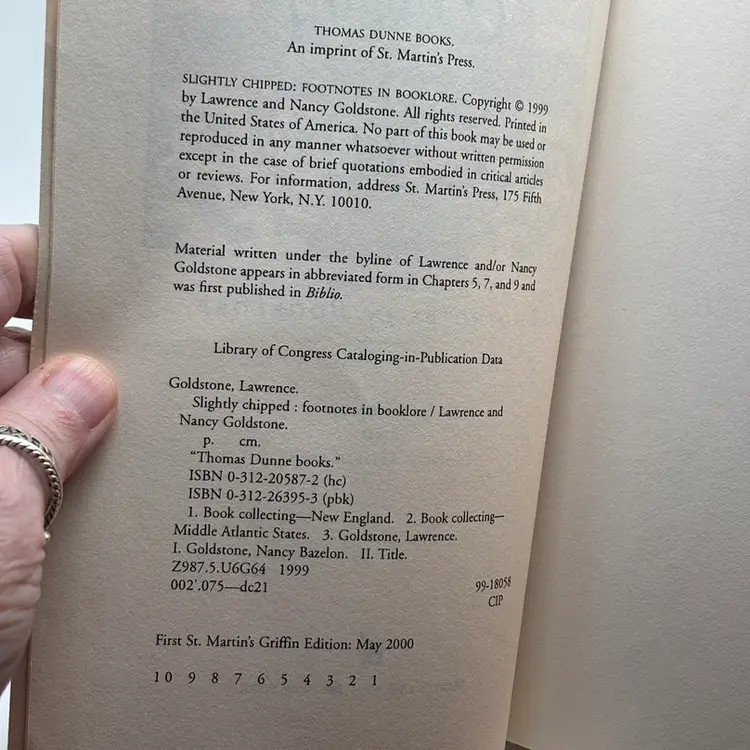 THOMAS DUNNE BOOKS.
An imprint of St. Martin's Press.
SLIGHTLY CHIPPED: FOOTNOTES IN BOOKLORE. Copyright © 1999
by Lawrence and Nancy Goldstone. All rights reserved. Printed in
the United States of America. No part of this book may be used or
reproduced in any manner whatsoever without written permission
except in the case of brief quotations embodied in critical articles
or reviews. For information, address St. Martin's Press, 175 Fifth
Avenue, New York, N.Y. 10010.
Material written under the byline of Lawrence and/or Nancy
Goldstone appears in abbreviated form in Chapters 5, 7, and 9 and
was first published in Biblio.
Library of Congress Cataloging-in-Publication Data
Goldstone, Lawrence.
Slightly chipped : footnotes in booklore / Lawrence and
Nancy Goldstone.
p. cm.
"Thomas Dunne books."
ISBN 0-312-20587-2 (hc)
ISBN 0-312-26395-3 (pbk)
1. Book collecting—New England. 2. Book collecting—
Middle Atlantic States. 3. Goldstone, Lawrence.
I. Goldstone, Nancy Bazelon. II. Title.
Z987.5.U6G64 1999
002'.075—dc21 99-18058
CIP
First St. Martin's Griffin Edition: May 2000
10 9 8 7 6 5 4 3 2 1